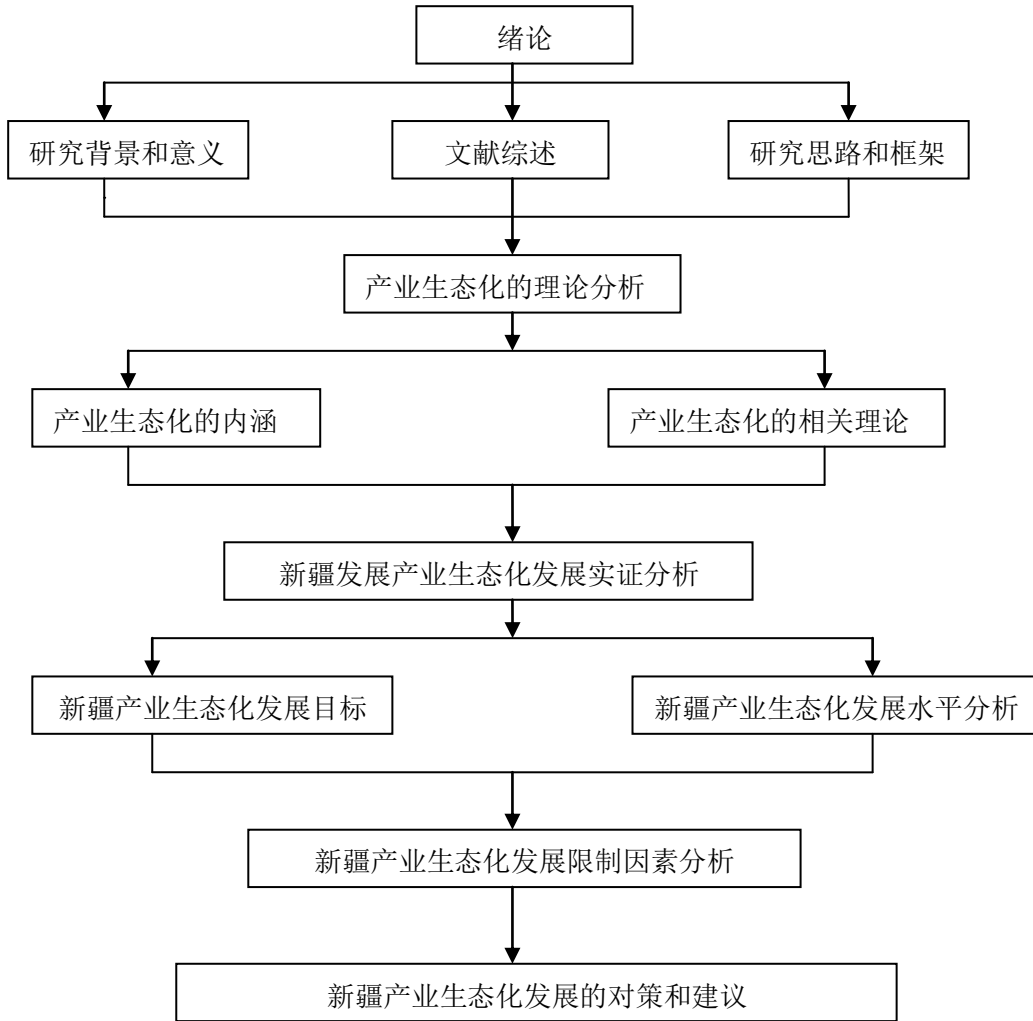 绪论
研究背景和意义
文献综述
研究思路和框架
产业生态化的理论分析
产业生态化的内涵
产业生态化的相关理论
新疆发展产业生态化发展实证分析
新疆产业生态化发展目标
新疆产业生态化发展水平分析
新疆产业生态化发展限制因素分析
新疆产业生态化发展的对策和建议